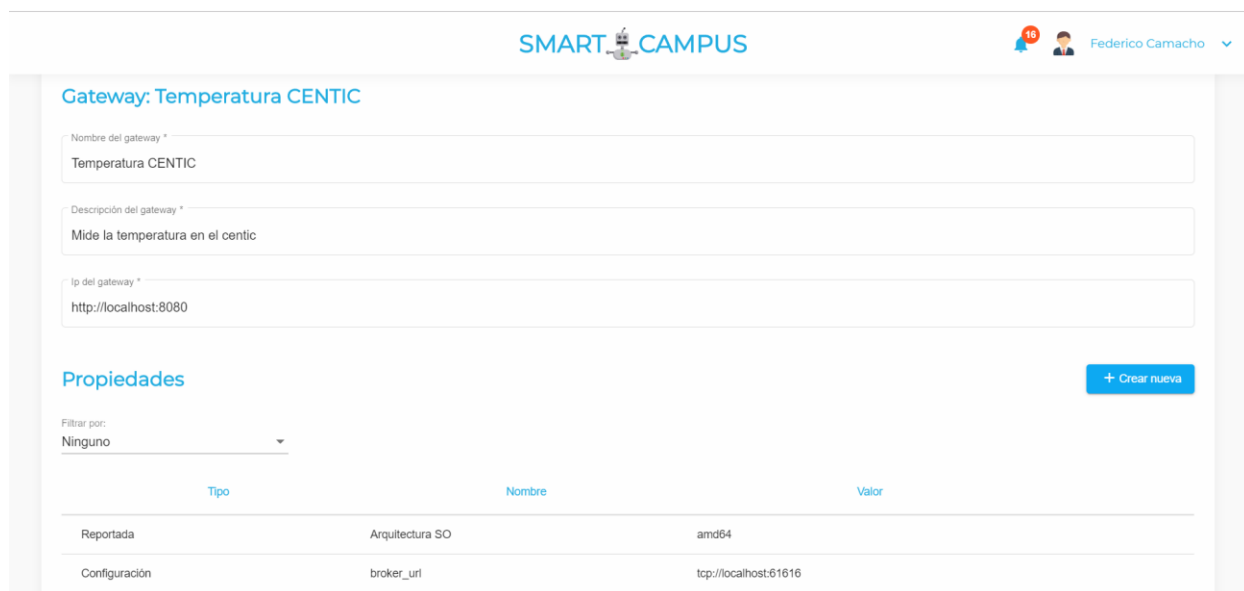 SMART CAMPUS
16
Federico Camacho
Gateway: Temperatura CENTIC
Nombre del gateway *
Temperatura CENTIC
Descripción del gateway *
Mide la temperatura en el centic
Ip del gateway *
http://localhost:8080
Propiedades
+ Crear nueva
Filtrar por:
Ninguno
Tipo Nombre Valor
Reportada Arquitectura SO amd64
Configuración broker_url tcp://localhost:61616